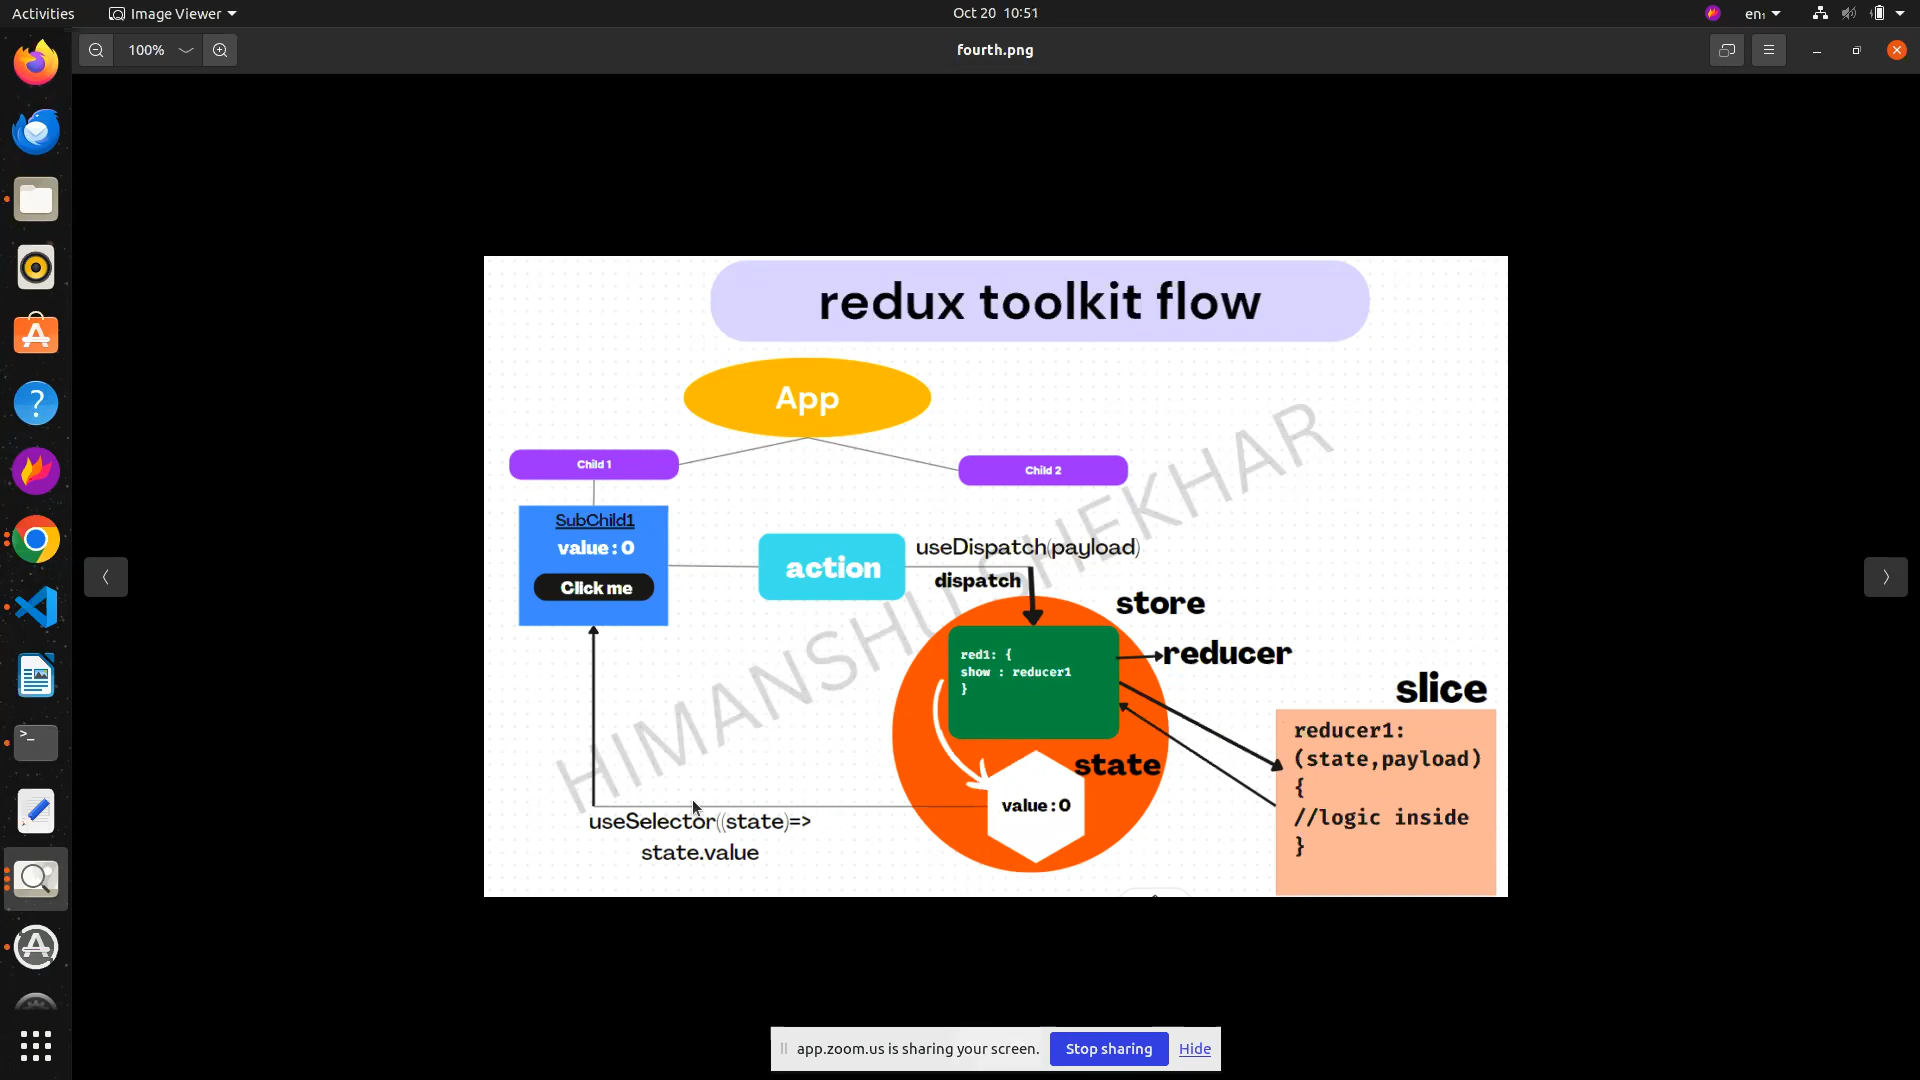 Activities
Image Viewer
Oct 20 10:51
en₁
100%
fourth.png
redux toolkit flow
App
Child 1
Child 2
SubChild1
value : 0
Click me
action
useDispatch(payload)
dispatch
store
red1: {
show : reducer1
}
reducer
slice
reducer1:
(state,payload)
{
//logic inside
}
state
value : 0
useSelector((state)=>
state.value
HIMANSHU SHEKHAR
app.zoom.us is sharing your screen.
Stop sharing
Hide